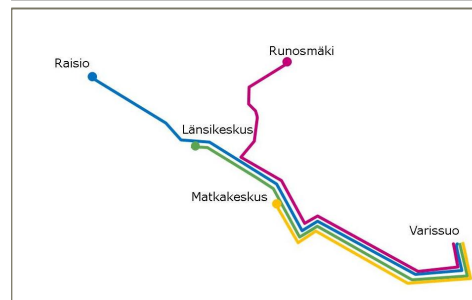 Runosmäki
Raisio
Länsikeskus
Matkakeskus
Varissuo